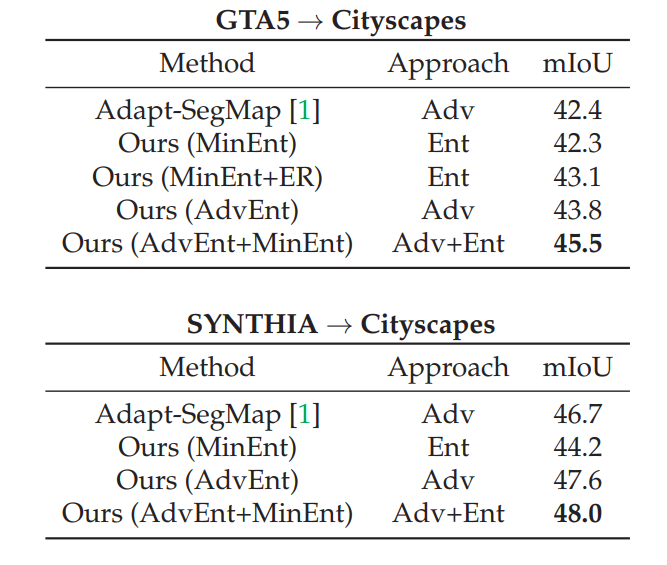 GTA5 → Cityscapes
Method Approach mIoU
Adapt-SegMap [1] Adv 42.4
Ours (MinEnt) Ent 42.3
Ours (MinEnt+ER) Ent 43.1
Ours (AdvEnt) Adv 43.8
Ours (AdvEnt+MinEnt) Adv+Ent 45.5
SYNTHIA → Cityscapes
Method Approach mIoU
Adapt-SegMap [1] Adv 46.7
Ours (MinEnt) Ent 44.2
Ours (AdvEnt) Adv 47.6
Ours (AdvEnt+MinEnt) Adv+Ent 48.0